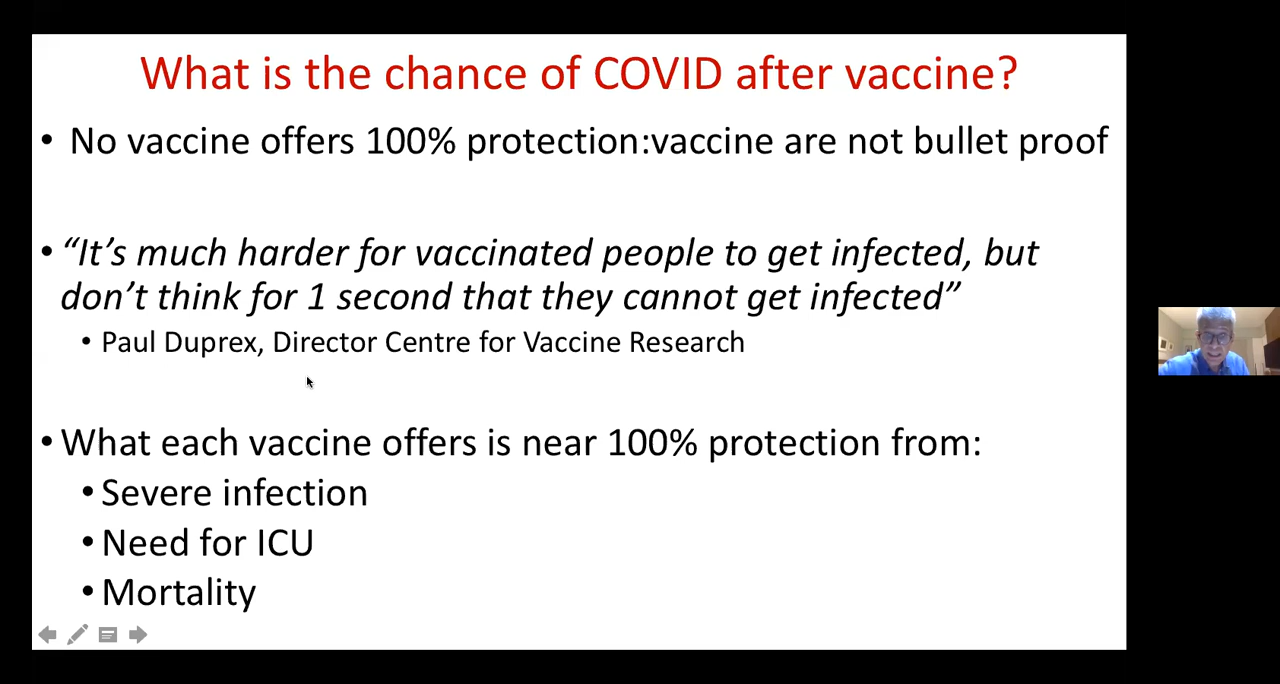 What is the chance of COVID after vaccine?
• No vaccine offers 100% protection:vaccine are not bullet proof
• “It’s much harder for vaccinated people to get infected, but
don’t think for 1 second that they cannot get infected”
• Paul Duprex, Director Centre for Vaccine Research
• What each vaccine offers is near 100% protection from:
• Severe infection
• Need for ICU
• Mortality